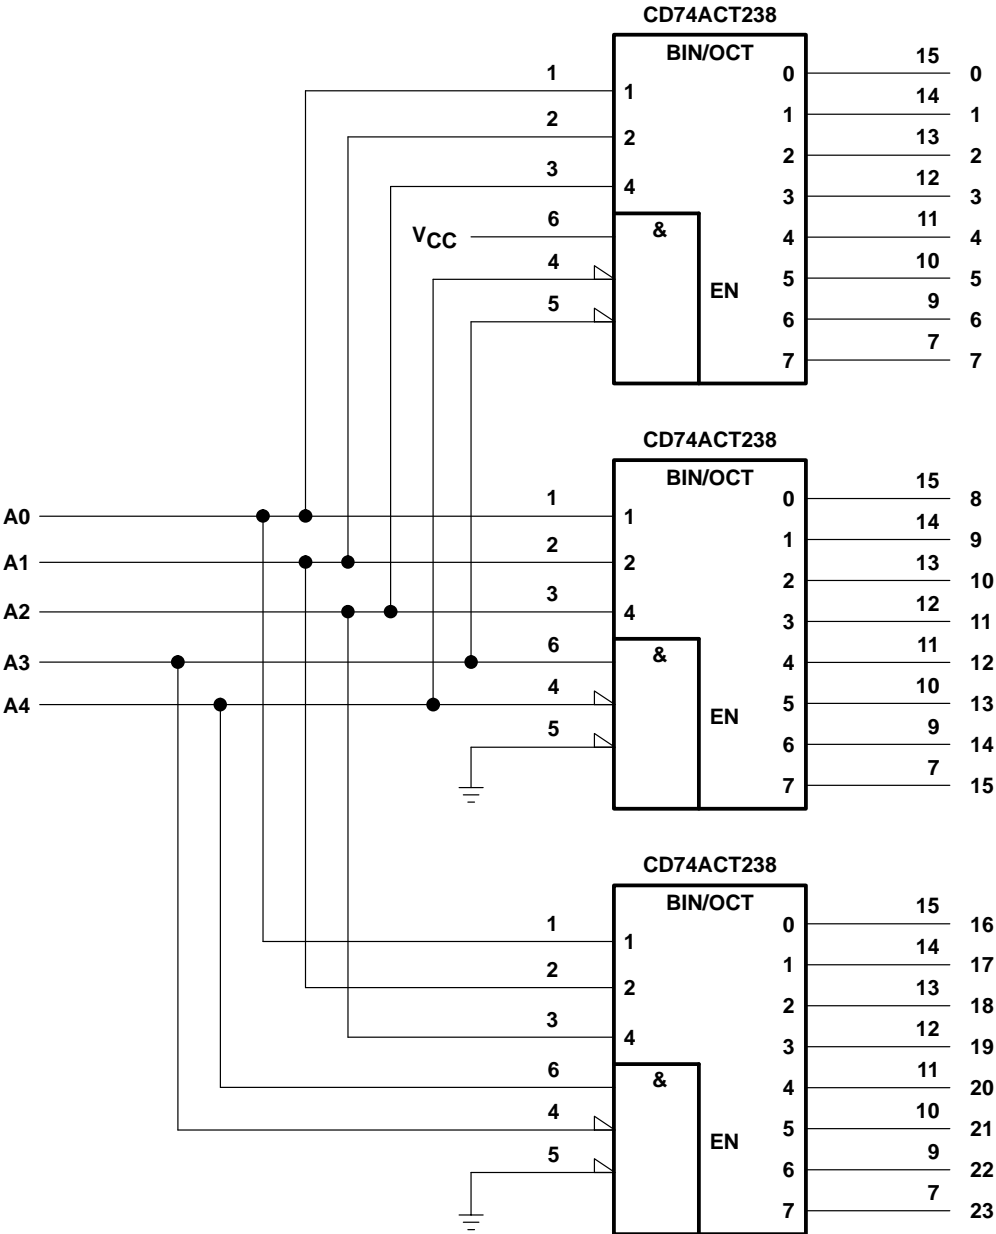 CD74ACT238
BIN/OCT
1 1 0 15 0
2 2 1 14 1
3 4 2 13 2
3 12 3
VCC 6 & 4 11 4
4 5 10 5
EN
5 6 9 6
7 7 7
CD74ACT238
BIN/OCT
0 15 8
A0 1 1
1 14 9
A1 2 2
2 13 10
A2 3 4
3 12 11
A3 6 & 4 11 12
A4 4 5 10 13
EN
5 6 9 14
7 7 15
CD74ACT238
BIN/OCT
0 15 16
1 1
1 14 17
2 2
2 13 18
3 4
3 12 19
6 & 4 11 20
4 5 10 21
EN
5 6 9 22
7 7 23